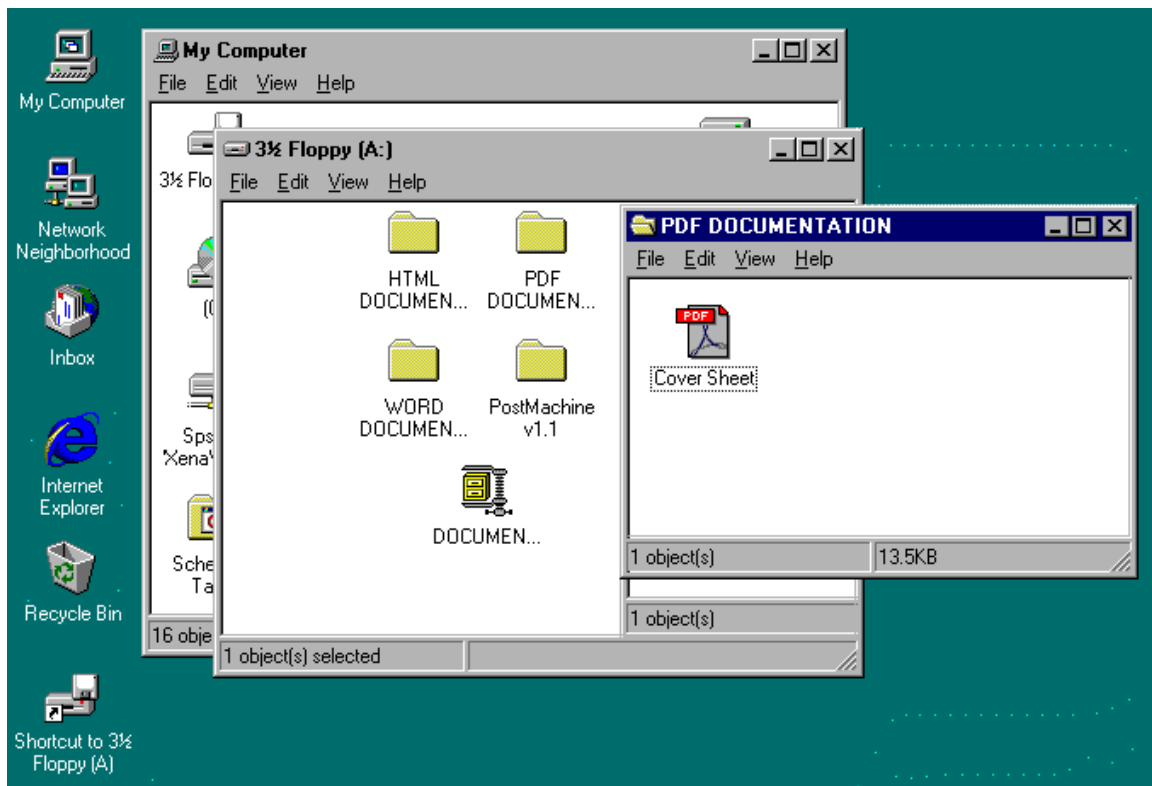 My Computer
Network
Neighborhood
Inbox
Internet
Explorer
Recycle Bin
Shortcut to 3½
Floppy (A)
My Computer
File Edit View Help
3½ Flo
Sps
'Xena'
Sche
Ta
16 obje
3½ Floppy (A:)
File Edit View Help
HTML
DOCUMEN...
PDF
DOCUMEN...
WORD
DOCUMEN...
PostMachine
v1.1
DOCUMEN...
1 object(s) selected
1 object(s)
PDF DOCUMENTATION
File Edit View Help
PDF
Cover Sheet
1 object(s)
13.5KB